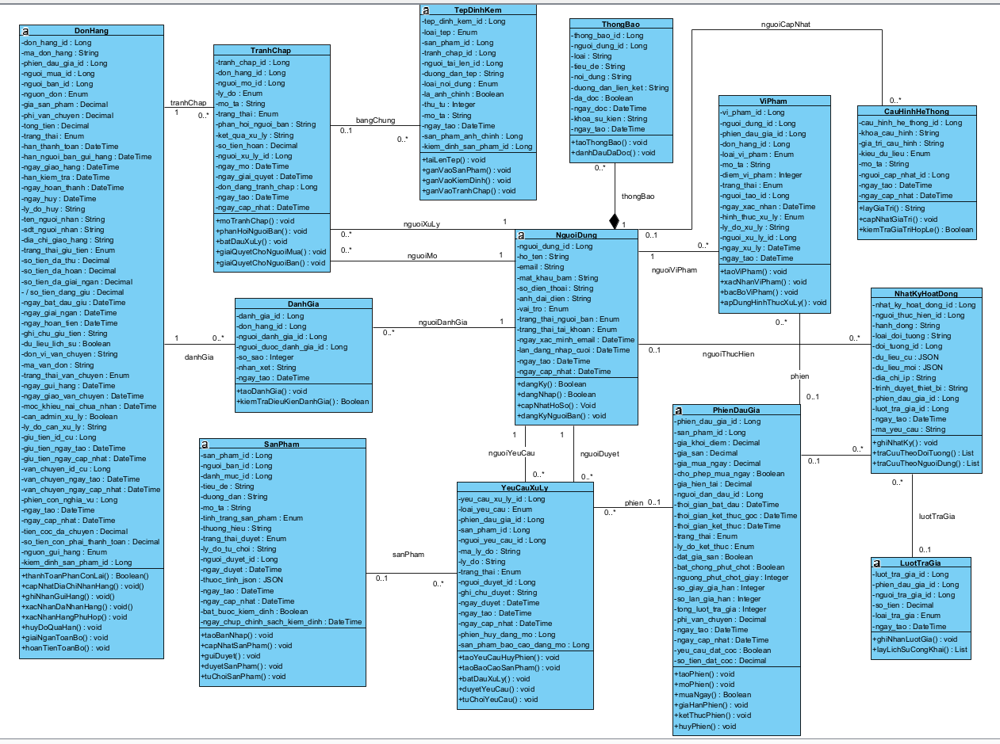 DonHang
-don_hang_id : Long
-ma_don_hang : String
-phien_dau_gia_id : Long
-nguoi_mua_id : Long
-nguoi_ban_id : Long
-nguon_don : Enum
-gia_san_pham : Decimal
-phi_van_chuyen : Decimal
-tong_tien : Decimal
-trang_thai : Enum
-han_thanh_toan : DateTime
-han_nguoi_ban_gui_hang : DateTime
-ngay_giao_hang : DateTime
-han_kiem_tra : DateTime
-ngay_hoan_thanh : DateTime
-ngay_huy : DateTime
-ly_do_huy : String
-ten_nguoi_nhan : String
-sdt_nguoi_nhan : String
-dia_chi_giao_hang : String
-trang_thai_giu_tien : Enum
-so_tien_da_thu : Decimal
-so_tien_da_hoan : Decimal
-so_tien_da_giai_ngan : Decimal
- / so_tien_dang_giu : Decimal
-ngay_bat_dau_giu : DateTime
-ngay_giai_ngan : DateTime
-ngay_hoan_tien : DateTime
-ghi_chu_giu_tien : String
-du_lieu_lich_su : Boolean
-don_vi_van_chuyen : String
-ma_van_don : String
-trang_thai_van_chuyen : Enum
-ngay_gui_hang : DateTime
-ngay_giao_van_chuyen : DateTime
-moc_khieu_nai_chua_nhan : DateTime
-can_admin_xu_ly : Boolean
-ly_do_can_xu_ly : String
-giu_tien_id_cu : Long
-giu_tien_ngay_tao : DateTime
-giu_tien_ngay_cap_nhat : DateTime
-van_chuyen_id_cu : Long
-van_chuyen_ngay_tao : DateTime
-van_chuyen_ngay_cap_nhat : DateTime
-phien_con_nghia_vu : Long
-ngay_tao : DateTime
-ngay_cap_nhat : DateTime
-tien_coc_da_chuyen : Decimal
-so_tien_con_phai_thanh_toan : Decimal
-nguon_gui_hang : Enum
-kiem_dinh_san_pham_id : Long
+thanhToanPhanConLai() : Boolean()
+capNhatDiaChiNhanHang() : void()
+ghiNhanGuiHang() : void()
+xacNhanDaNhanHang() : void()
+xacNhanHangPhuHop() : void
+huyDoQuaHan() : void
+giaiNganToanBo() : void
+hoanTienToanBo() : void
tranhChap
1
0..*
1
0..*
danhGia
TranhChap
-tranh_chap_id : Long
-don_hang_id : Long
-nguoi_mo_id : Long
-ly_do : Enum
-mo_ta : String
-trang_thai : Enum
-phan_hoi_nguoi_ban : String
-ket_qua_xu_ly : String
-so_tien_hoan : Decimal
-nguoi_xu_ly_id : Long
-ngay_mo : DateTime
-ngay_giai_quyet : DateTime
-don_dang_tranh_chap : Long
-ngay_tao : DateTime
-ngay_cap_nhat : DateTime
+moTranhChap() : void
+phanHoiNguoiBan() : void
+batDauXuLy() : void
+giaiQuyetChoNguoiMua() : void
+giaiQuyetChoNguoiBan() : void
bangChung
0..1
0..*
TepDinhKem
-tep_dinh_kem_id : Long
-loai_tep : Enum
-san_pham_id : Long
-tranh_chap_id : Long
-nguoi_tai_len_id : Long
-duong_dan_tep : String
-loai_noi_dung : Enum
-la_anh_chinh : Boolean
-thu_tu : Integer
-mo_ta : String
-ngay_tao : DateTime
-san_pham_anh_chinh : Long
-kiem_dinh_san_pham_id : Long
+taiLenTep() : void
+ganVaoSanPham() : void
+ganVaoKiemDinh() : void
+ganVaoTranhChap() : void
ThongBao
-thong_bao_id : Long
-nguoi_dung_id : Long
-loai : String
-tieu_de : String
-noi_dung : String
-duong_dan_lien_ket : String
-da_doc : Boolean
-ngay_doc : DateTime
-khoa_su_kien : String
-ngay_tao : DateTime
+taoThongBao() : void
+danhDauDaDoc() : void
0..*
thongBao
1
nguoiCapNhat
0..*
0..1
ViPham
-vi_pham_id : Long
-nguoi_dung_id : Long
-phien_dau_gia_id : Long
-don_hang_id : Long
-loai_vi_pham : Enum
-mo_ta : String
-diem_vi_pham : Integer
-trang_thai : Enum
-nguoi_tao_id : Long
-ngay_xac_nhan : DateTime
-hinh_thuc_xu_ly : Enum
-ly_do_xu_ly : String
-nguoi_xu_ly_id : Long
-ngay_xu_ly : DateTime
-ngay_tao : DateTime
+taoViPham() : void
+xacNhanViPham() : void
+bacBoViPham() : void
+apDungHinhThucXuLy() : void
CauHinhHeThong
-cau_hinh_he_thong_id : Long
-khoa_cau_hinh : String
-gia_tri_cau_hinh : String
-kieu_du_lieu : Enum
-mo_ta : String
-nguoi_cap_nhat_id : Long
-ngay_tao : DateTime
-ngay_cap_nhat : DateTime
+layGiaTri() : String
+capNhatGiaTri() : void
+kiemTraGiaTriHopLe() : Boolean
nguoiXuLy
0..*
1
nguoiMo
0..*
1
0..*
1
nguoiViPham
NguoiDung
-nguoi_dung_id : Long
-ho_ten : String
-email : String
-mat_khau_bam : String
-so_dien_thoai : String
-anh_dai_dien : String
-vai_tro : Enum
-trang_thai_nguoi_ban : Enum
-trang_thai_tai_khoan : Enum
-ngay_xac_minh_email : DateTime
-lan_dang_nhap_cuoi : DateTime
-ngay_tao : DateTime
-ngay_cap_nhat : DateTime
+dangKy() : Boolean
+dangNhap() : Boolean
+capNhatHoSo() : Void
+dangKyNguoiBan() : void
DanhGia
-danh_gia_id : Long
-don_hang_id : Long
-nguoi_danh_gia_id : Long
-nguoi_duoc_danh_gia_id : Long
-so_sao : Integer
-nhan_xet : String
-ngay_tao : DateTime
+taoDanhGia() : void
+kiemTraDieuKienDanhGia() : Boolean
nguoiDanhGia
0..*
1
nguoiThucHien
0..1
0..*
0..*
phien
0..1
NhatKyHoatDong
-nhat_ky_hoat_dong_id : Long
-nguoi_thuc_hien_id : Long
-hanh_dong : String
-loai_doi_tuong : String
-doi_tuong_id : Long
-du_lieu_cu : JSON
-du_lieu_moi : JSON
-dia_chi_ip : String
-trinh_duyet_thiet_bi : String
-phien_dau_gia_id : Long
-luot_tra_gia_id : Long
-ngay_tao : DateTime
-ma_yeu_cau : String
+ghiNhatKy() : void
+traCuuTheoDoiTuong() : List
+traCuuTheoNguoiDung() : List
SanPham
-san_pham_id : Long
-nguoi_ban_id : Long
-danh_muc_id : Long
-tieu_de : String
-duong_dan : String
-mo_ta : String
-tinh_trang_san_pham : Enum
-thuong_hieu : String
-trang_thai_duyet : Enum
-ly_do_tu_choi : String
-nguoi_duyet_id : Long
-ngay_duyet : DateTime
-thuoc_tinh_json : JSON
-ngay_tao : DateTime
-ngay_cap_nhat : DateTime
-bat_buoc_kiem_dinh : Boolean
-ngay_chup_chinh_sach_kiem_dinh : DateTime
+taoBanNhap() : void
+capNhatSanPham() : void
+guiDuyet() : void
+duyetSanPham() : void
+tuChoiSanPham() : void
sanPham
0..1
0..*
1
nguoiYeuCau
0..*
1
nguoiDuyet
0..*
YeuCauXuLy
-yeu_cau_xu_ly_id : Long
-loai_yeu_cau : Enum
-phien_dau_gia_id : Long
-san_pham_id : Long
-nguoi_yeu_cau_id : Long
-ma_ly_do : String
-ly_do : String
-trang_thai : Enum
-nguoi_duyet_id : Long
-ghi_chu_duyet : String
-ngay_duyet : DateTime
-ngay_tao : DateTime
-ngay_cap_nhat : DateTime
-phien_huy_dang_mo : Long
-san_pham_bao_cao_dang_mo : Long
+taoYeuCauHuyPhien() : void
+taoBaoCaoSanPham() : void
+batDauXuLy() : void
+duyetYeuCau() : void
+tuChoiYeuCau() : void
phien
0..1
0..*
PhienDauGia
-phien_dau_gia_id : Long
-san_pham_id : Long
-gia_khoi_diem : Decimal
-gia_san : Decimal
-gia_mua_ngay : Decimal
-cho_phep_mua_ngay : Boolean
-gia_hien_tai : Decimal
-nguoi_dan_dau_id : Long
-thoi_gian_bat_dau : DateTime
-thoi_gian_ket_thuc_goc : DateTime
-thoi_gian_ket_thuc : DateTime
-trang_thai : Enum
-ly_do_ket_thuc : Enum
-dat_gia_san : Boolean
-bat_chong_phut_chot : Boolean
-nguong_phut_chot_giay : Integer
-so_giay_gia_han : Integer
-so_lan_gia_han : Integer
-tong_luot_tra_gia : Integer
-phi_van_chuyen : Decimal
-ngay_tao : DateTime
-ngay_cap_nhat : DateTime
-yeu_cau_dat_coc : Boolean
-so_tien_dat_coc : Decimal
+taoPhien() : void
+moPhien() : void
+muaNgay() : Boolean
+giaHanPhien() : void
+ketThucPhien() : void
+huyPhien() : void
0..1
0..*
0..*
luotTraGia
0..1
LuotTraGia
-luot_tra_gia_id : Long
-phien_dau_gia_id : Long
-nguoi_tra_gia_id : Long
-so_tien : Decimal
-loai_tra_gia : Enum
-ngay_tao : DateTime
+ghiNhanLuotGia() : void
+layLichSuCongKhai() : List